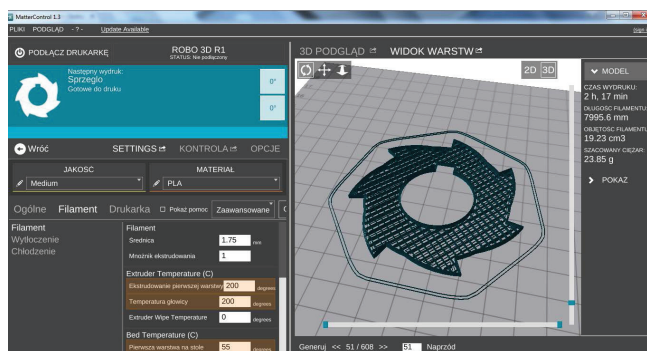 MatterControl 1.3
PLIKI PODGLĄD - ? - Update Available
Sign
PODŁĄCZ DRUKARKĘ
ROBO 3D R1
STATUS: Nie podłączony
Następny wydruk:
Sprzeglo
Gotowe do druku
0°
0°
Wróć SETTINGS KONTROLA OPCJE
JAKOŚĆ MATERIAŁ
Medium PLA
Ogólne Filament Drukarka Pokaż pomoc Zaawansowane
Filament
Wytłoczenie
Chłodzenie
Filament
Srednica 1.75 mm
Mnożnik ekstrudowania 1
Extruder Temperature (C)
Ekstrudowanie pierwszej warstwy 200 degrees
Temperatura głowicy 200 degrees
Extruder Wipe Temperature 0 degrees
Bed Temperature (C)
Pierwsza warstwa na stole 55 degrees
3D PODGLĄD WIDOK WARSTW
2D 3D
Generuj << 51 / 608 >> 51 Naprzód
MODEL
CZAS WYDRUKU:
2 h, 17 min
DŁUGOŚĆ FILAMENTU
7995.6 mm
OBJĘTOŚĆ FILAMENTU
19.23 cm3
SZACOWANY CIĘŻAR:
23.85 g
POKAZ